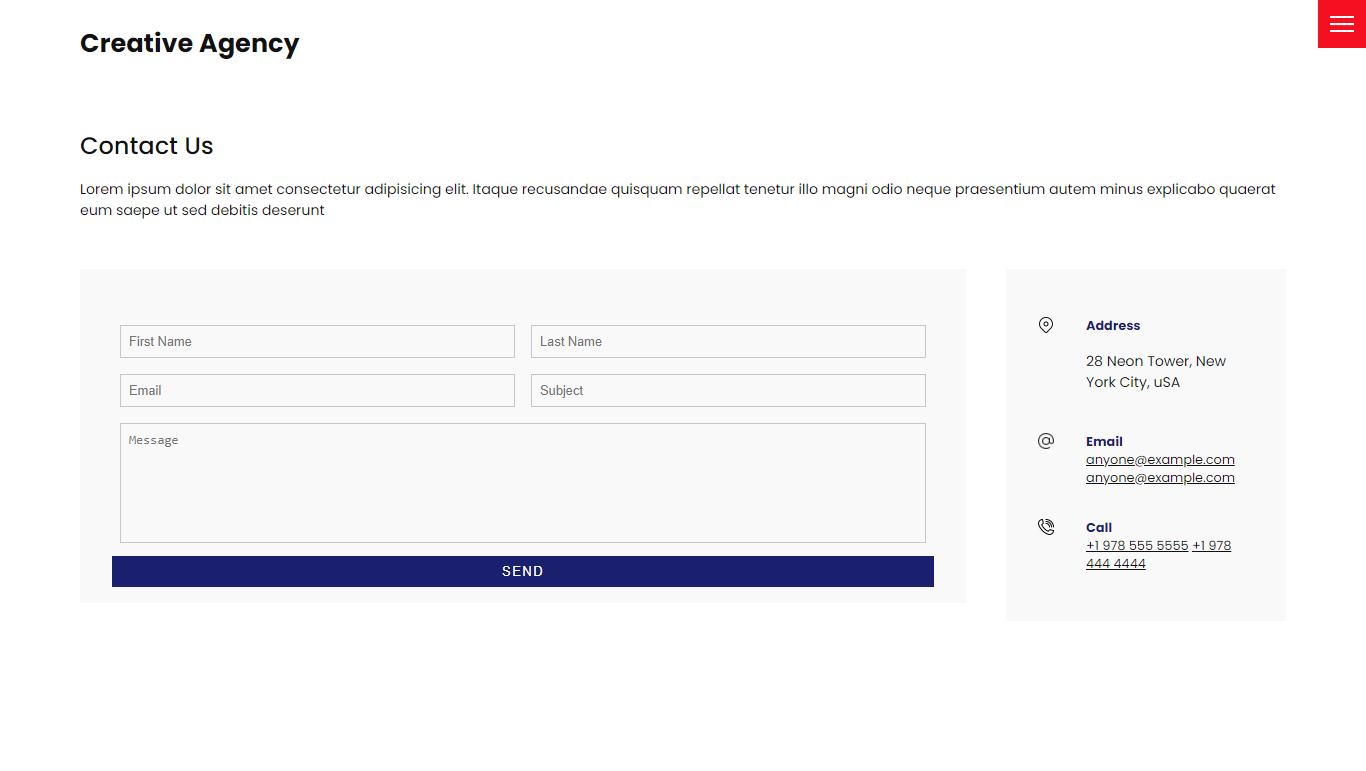 Creative Agency
Contact Us
Lorem ipsum dolor sit amet consectetur adipisicing elit. Itaque recusandae quisquam repellat tenetur illo magni odio neque praesentium autem minus explicabo quaerat
eum saepe ut sed debitis deserunt
First Name
Last Name
Email
Subject
Message
SEND
Address
28 Neon Tower, New
York City, uSA
Email
anyone@example.com
anyone@example.com
Call
+1 978 555 5555 +1 978
444 4444